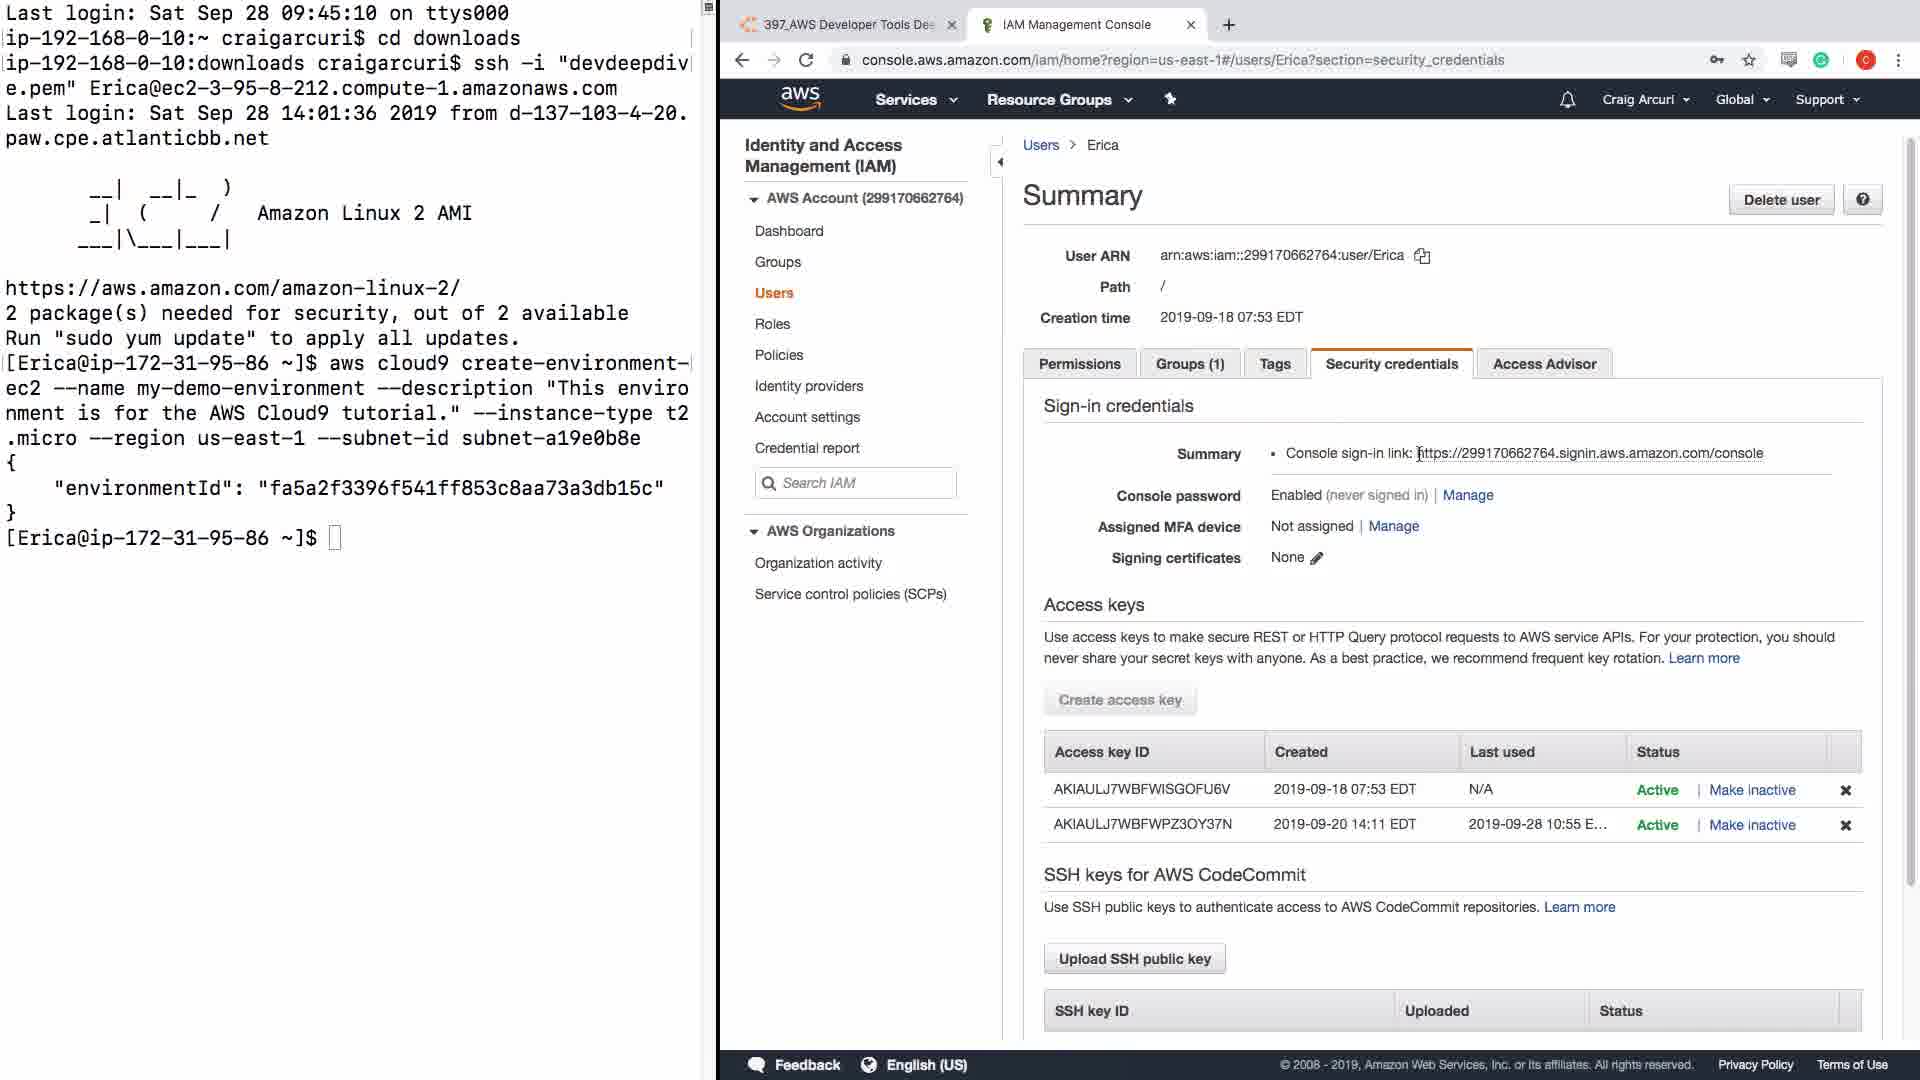 Last login: Sat Sep 28 09:45:10 on ttys000
ip-192-168-0-10:~ craigarcuri$ cd downloads
ip-192-168-0-10:downloads craigarcuri$ ssh -i "devdeepdiv
e.pem" Erica@ec2-3-95-8-212.compute-1.amazonaws.com
Last login: Sat Sep 28 14:01:36 2019 from d-137-103-4-20.
paw.cpe.atlanticbb.net
__|  __|_  )
_|  (     /   Amazon Linux 2 AMI
___|\___|___|
https://aws.amazon.com/amazon-linux-2/
2 package(s) needed for security, out of 2 available
Run "sudo yum update" to apply all updates.
[Erica@ip-172-31-95-86 ~]$ aws cloud9 create-environment-
ec2 --name my-demo-environment --description "This enviro
nment is for the AWS Cloud9 tutorial." --instance-type t2
.micro --region us-east-1 --subnet-id subnet-a19e0b8e
{
"environmentId": "fa5a2f3396f541ff853c8aa73a3db15c"
}
[Erica@ip-172-31-95-86 ~]$
397_AWS Developer Tools Dee
IAM Management Console
console.aws.amazon.com/iam/home?region=us-east-1#/users/Erica?section=security_credentials
C
aws
Services
Resource Groups
Craig Arcuri
Global
Support
Identity and Access
Management (IAM)
AWS Account (299170662764)
Dashboard
Groups
Users
Roles
Policies
Identity providers
Account settings
Credential report
Search IAM
AWS Organizations
Organization activity
Service control policies (SCPs)
Users > Erica
Summary
Delete user
?
User ARN arn:aws:iam::299170662764:user/Erica
Path /
Creation time 2019-09-18 07:53 EDT
Permissions
Groups (1)
Tags
Security credentials
Access Advisor
Sign-in credentials
Summary • Console sign-in link: https://299170662764.signin.aws.amazon.com/console
Console password Enabled (never signed in) | Manage
Assigned MFA device Not assigned | Manage
Signing certificates None
Access keys
Use access keys to make secure REST or HTTP Query protocol requests to AWS service APIs. For your protection, you should
never share your secret keys with anyone. As a best practice, we recommend frequent key rotation. Learn more
Create access key
Access key ID Created Last used Status
AKIAULJ7WBFWISGOFU6V 2019-09-18 07:53 EDT N/A Active | Make inactive
AKIAULJ7WBFWPZ3OY37N 2019-09-20 14:11 EDT 2019-09-28 10:55 E... Active | Make inactive
SSH keys for AWS CodeCommit
Use SSH public keys to authenticate access to AWS CodeCommit repositories. Learn more
Upload SSH public key
SSH key ID Uploaded Status
Feedback
English (US)
© 2008 - 2019, Amazon Web Services, Inc. or its affiliates. All rights reserved.
Privacy Policy
Terms of Use